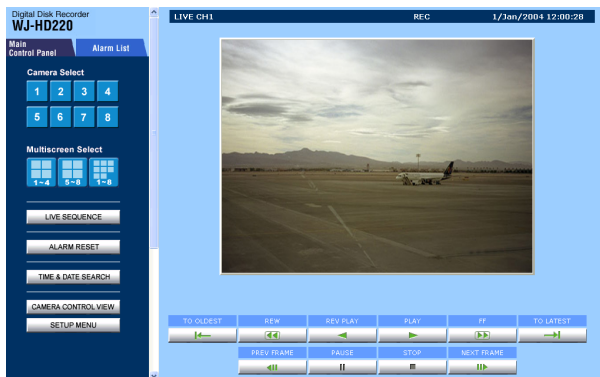 Digital Disk Recorder
WJ-HD220
Main
Control Panel
Alarm List
Camera Select
1 2 3 4
5 6 7 8
Multiscreen Select
1~4 5~8 1~8
LIVE SEQUENCE
ALARM RESET
TIME & DATE SEARCH
CAMERA CONTROL VIEW
SETUP MENU
LIVE CH1 REC 1/Jan/2004 12:00:28
TO OLDEST REW REV PLAY PLAY FF TO LATEST
PREV FRAME PAUSE STOP NEXT FRAME